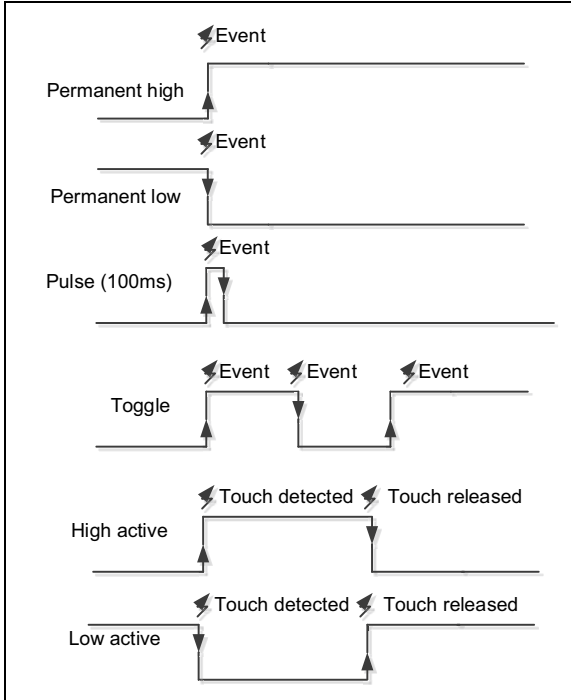 Event
Permanent high
Event
Permanent low
Event
Pulse (100ms)
Event Event Event
Toggle
Touch detected Touch released
High active
Touch detected Touch released
Low active